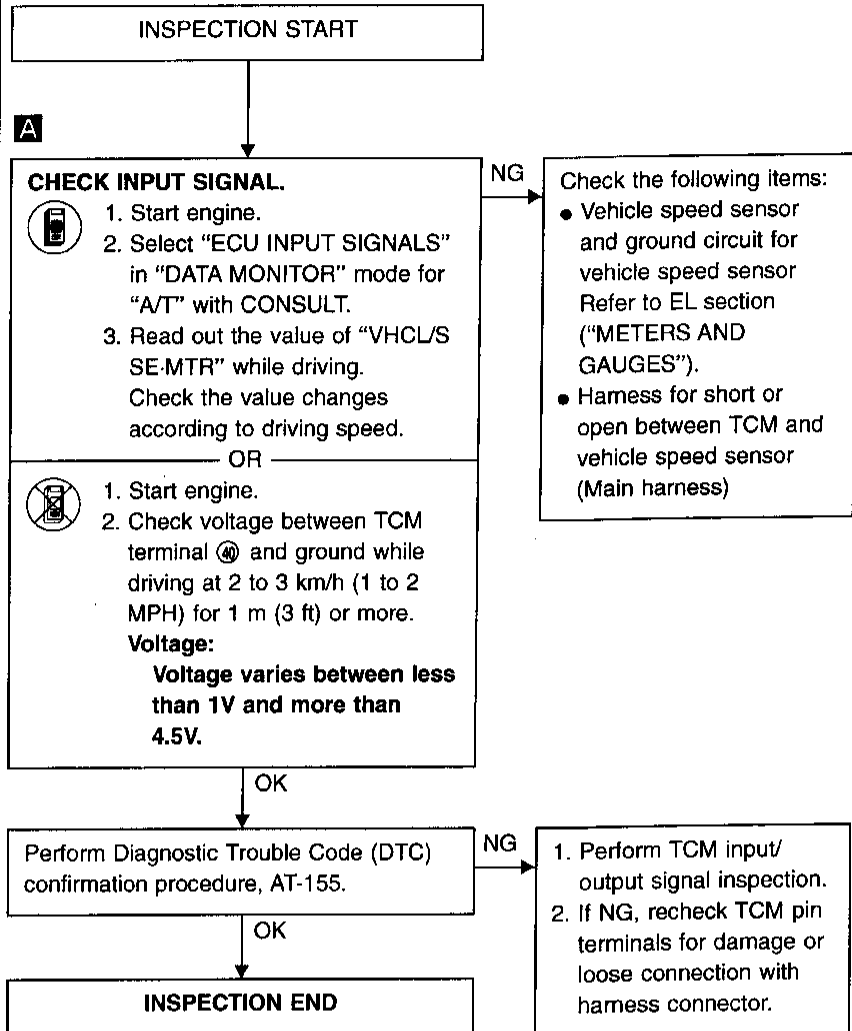 INSPECTION START
A
CHECK INPUT SIGNAL.
1. Start engine.
2. Select “ECU INPUT SIGNALS”
in “DATA MONITOR” mode for
“A/T” with CONSULT.
3. Read out the value of “VHCL/S
SE·MTR” while driving.
Check the value changes
according to driving speed.
OR
1. Start engine.
2. Check voltage between TCM
terminal ㊵ and ground while
driving at 2 to 3 km/h (1 to 2
MPH) for 1 m (3 ft) or more.
Voltage:
Voltage varies between less
than 1V and more than
4.5V.
NG
Check the following items:
● Vehicle speed sensor
and ground circuit for
vehicle speed sensor
Refer to EL section
(“METERS AND
GAUGES”).
● Harness for short or
open between TCM and
vehicle speed sensor
(Main harness)
OK
Perform Diagnostic Trouble Code (DTC)
confirmation procedure, AT-155.
NG
1. Perform TCM input/
output signal inspection.
2. If NG, recheck TCM pin
terminals for damage or
loose connection with
harness connector.
OK
INSPECTION END